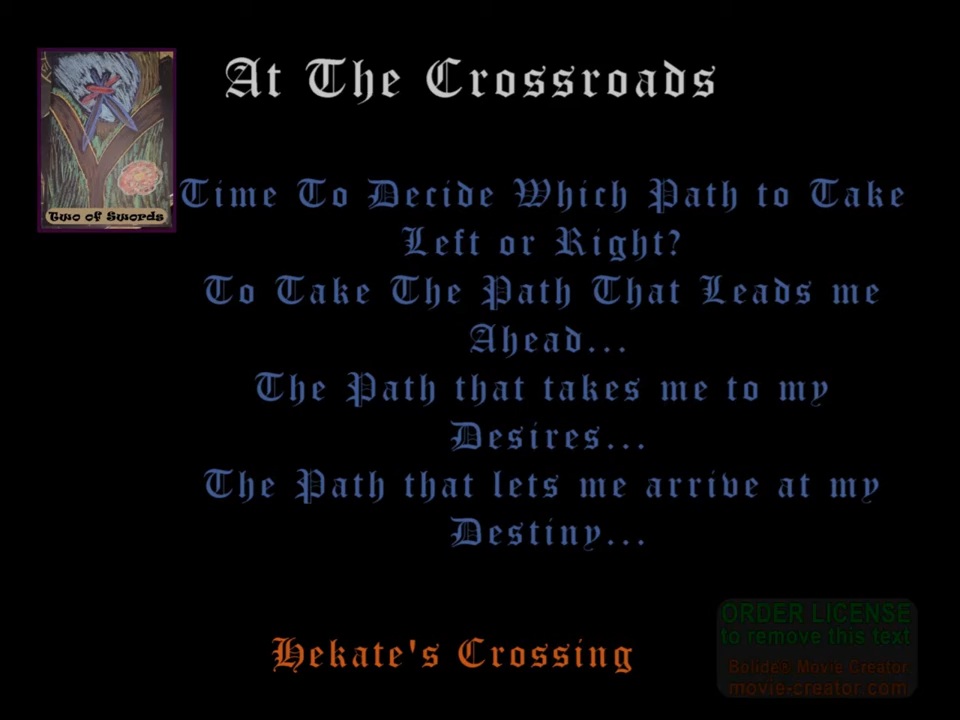 At The Crossroads
Two of Swords
Time To Decide Which Path to Take
Left or Right?
To Take The Path That Leads me
Ahead...
The Path that takes me to my
Desires...
The Path that lets me arrive at my
Destiny...
Hekate's Crossing
ORDER LICENSE
to remove this text
Bolide® Movie Creator
movie-creator.com